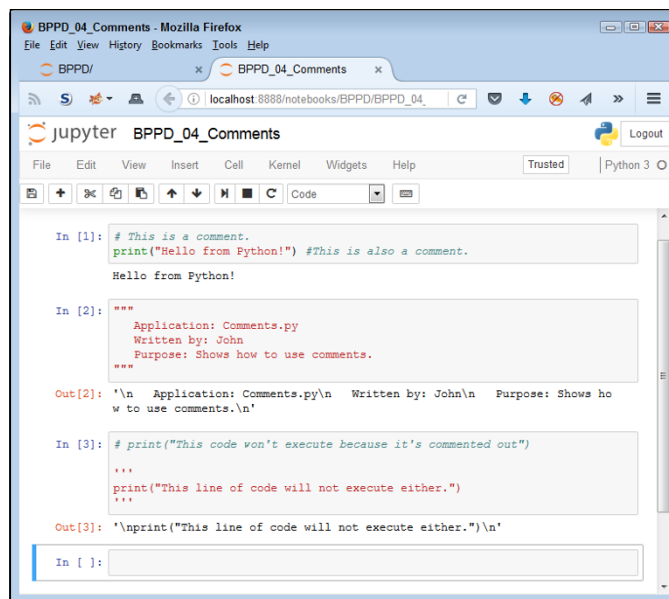 BPPD_04_Comments - Mozilla Firefox
File Edit View History Bookmarks Tools Help
BPPD/ × BPPD_04_Comments ×
localhost:8888/notebooks/BPPD/BPPD_04_
jupyter BPPD_04_Comments Logout
File Edit View Insert Cell Kernel Widgets Help Trusted Python 3
Code
In [1]: # This is a comment.
print("Hello from Python!") #This is also a comment.
Hello from Python!
In [2]: """
Application: Comments.py
Written by: John
Purpose: Shows how to use comments.
"""
Out[2]: '\n   Application: Comments.py\n   Written by: John\n   Purpose: Shows ho
w to use comments.\n'
In [3]: # print("This code won't execute because it's commented out")
'''
print("This line of code will not execute either.")
'''
Out[3]: '\nprint("This line of code will not execute either.")\n'
In [ ]: